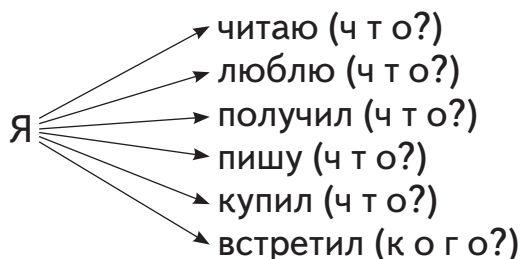 Я
читаю (ч т о?)
люблю (ч т о?)
получил (ч т о?)
пишу (ч т о?)
купил (ч т о?)
встретил (к о г о?)